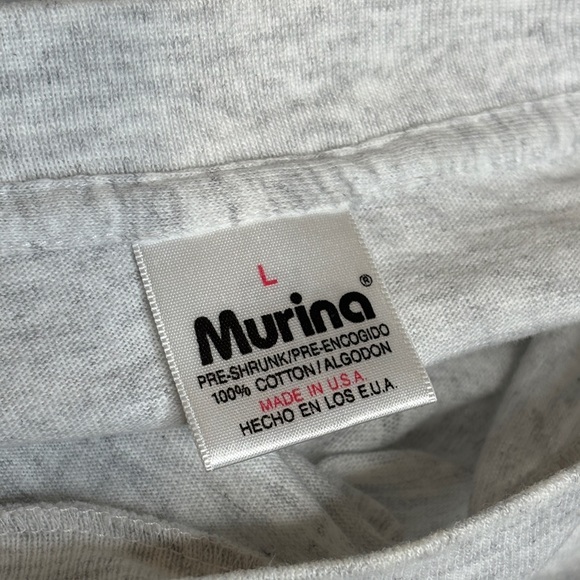 L
Murina®
PRE-SHRUNK/PRE-ENCOGIDO
100% COTTON/ALGODON
MADE IN U.S.A.
HECHO EN LOS E.U.A.